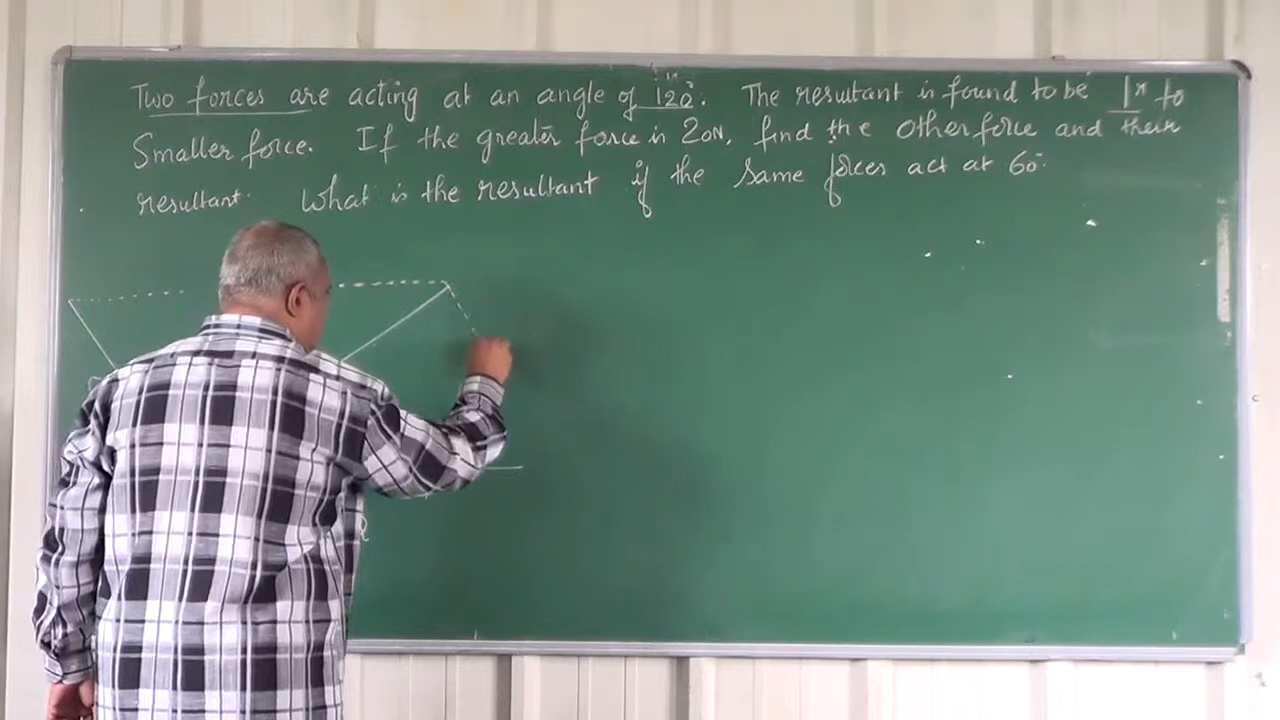 Two forces are acting at an angle of 120°. The resultant is found to be 1r to
Smaller force. If the greater force is 20N, find the other force and their
resultant. What is the resultant if the same forces act at 60°.